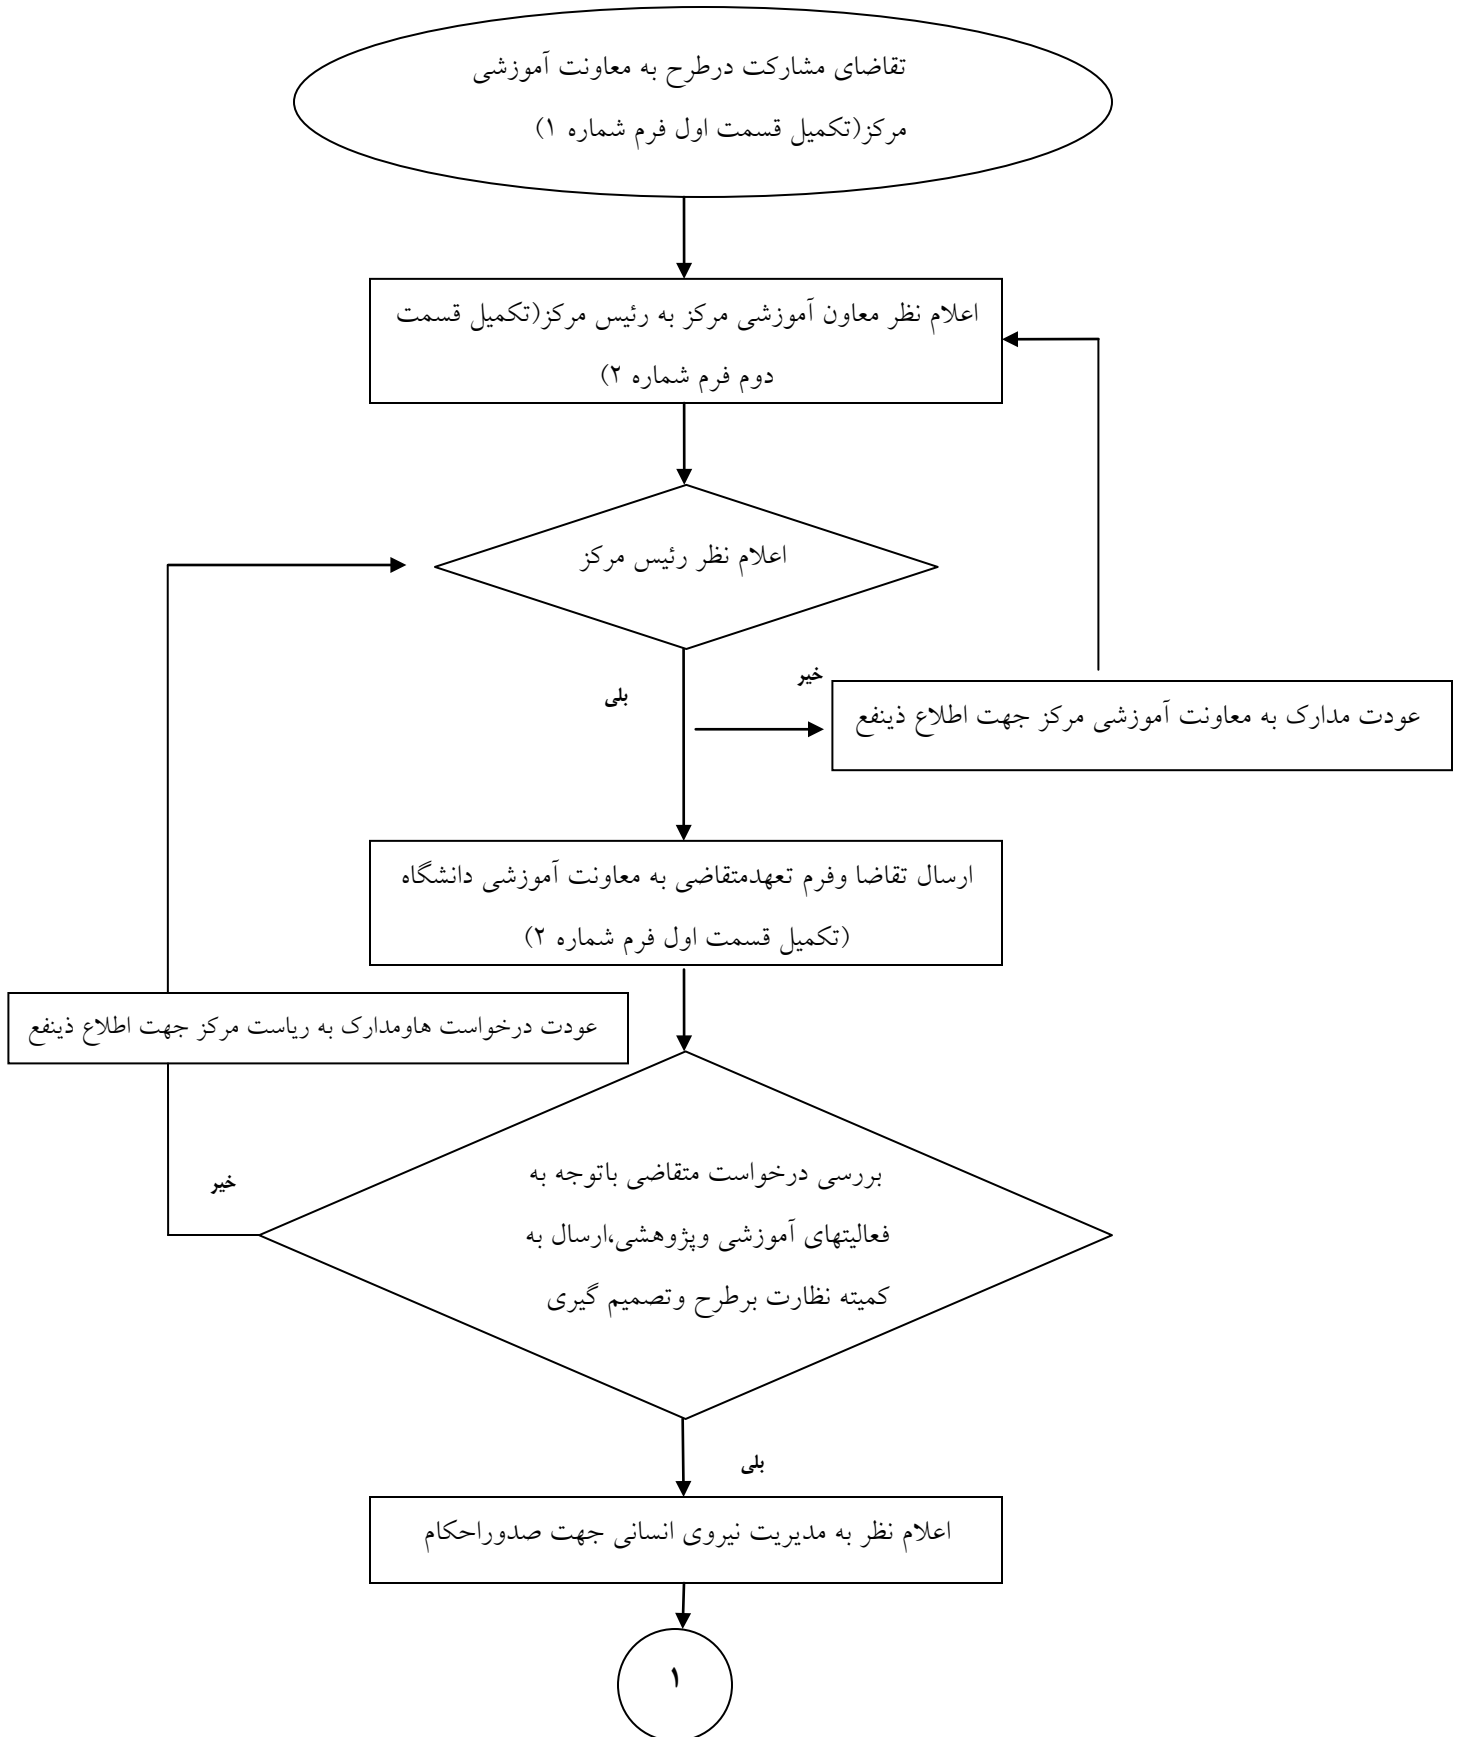 تقاضای مشارکت درطرح به معاونت آموزشی
مرکز(تکمیل قسمت اول فرم شماره ۱)
اعلام نظر معاون آموزشی مرکز به رئیس مرکز(تکمیل قسمت
دوم فرم شماره ۲)
اعلام نظر رئیس مرکز
خیر
بلی
عودت مدارک به معاونت آموزشی مرکز جهت اطلاع ذینفع
ارسال تقاضا وفرم تعهدمتقاضی به معاونت آموزشی دانشگاه
(تکمیل قسمت اول فرم شماره ۲)
عودت درخواست هاومدارک به ریاست مرکز جهت اطلاع ذینفع
بررسی درخواست متقاضی باتوجه به
فعالیتهای آموزشی وپژوهشی،ارسال به
کمیته نظارت برطرح وتصمیم گیری
خیر
بلی
اعلام نظر به مدیریت نیروی انسانی جهت صدوراحکام
۱